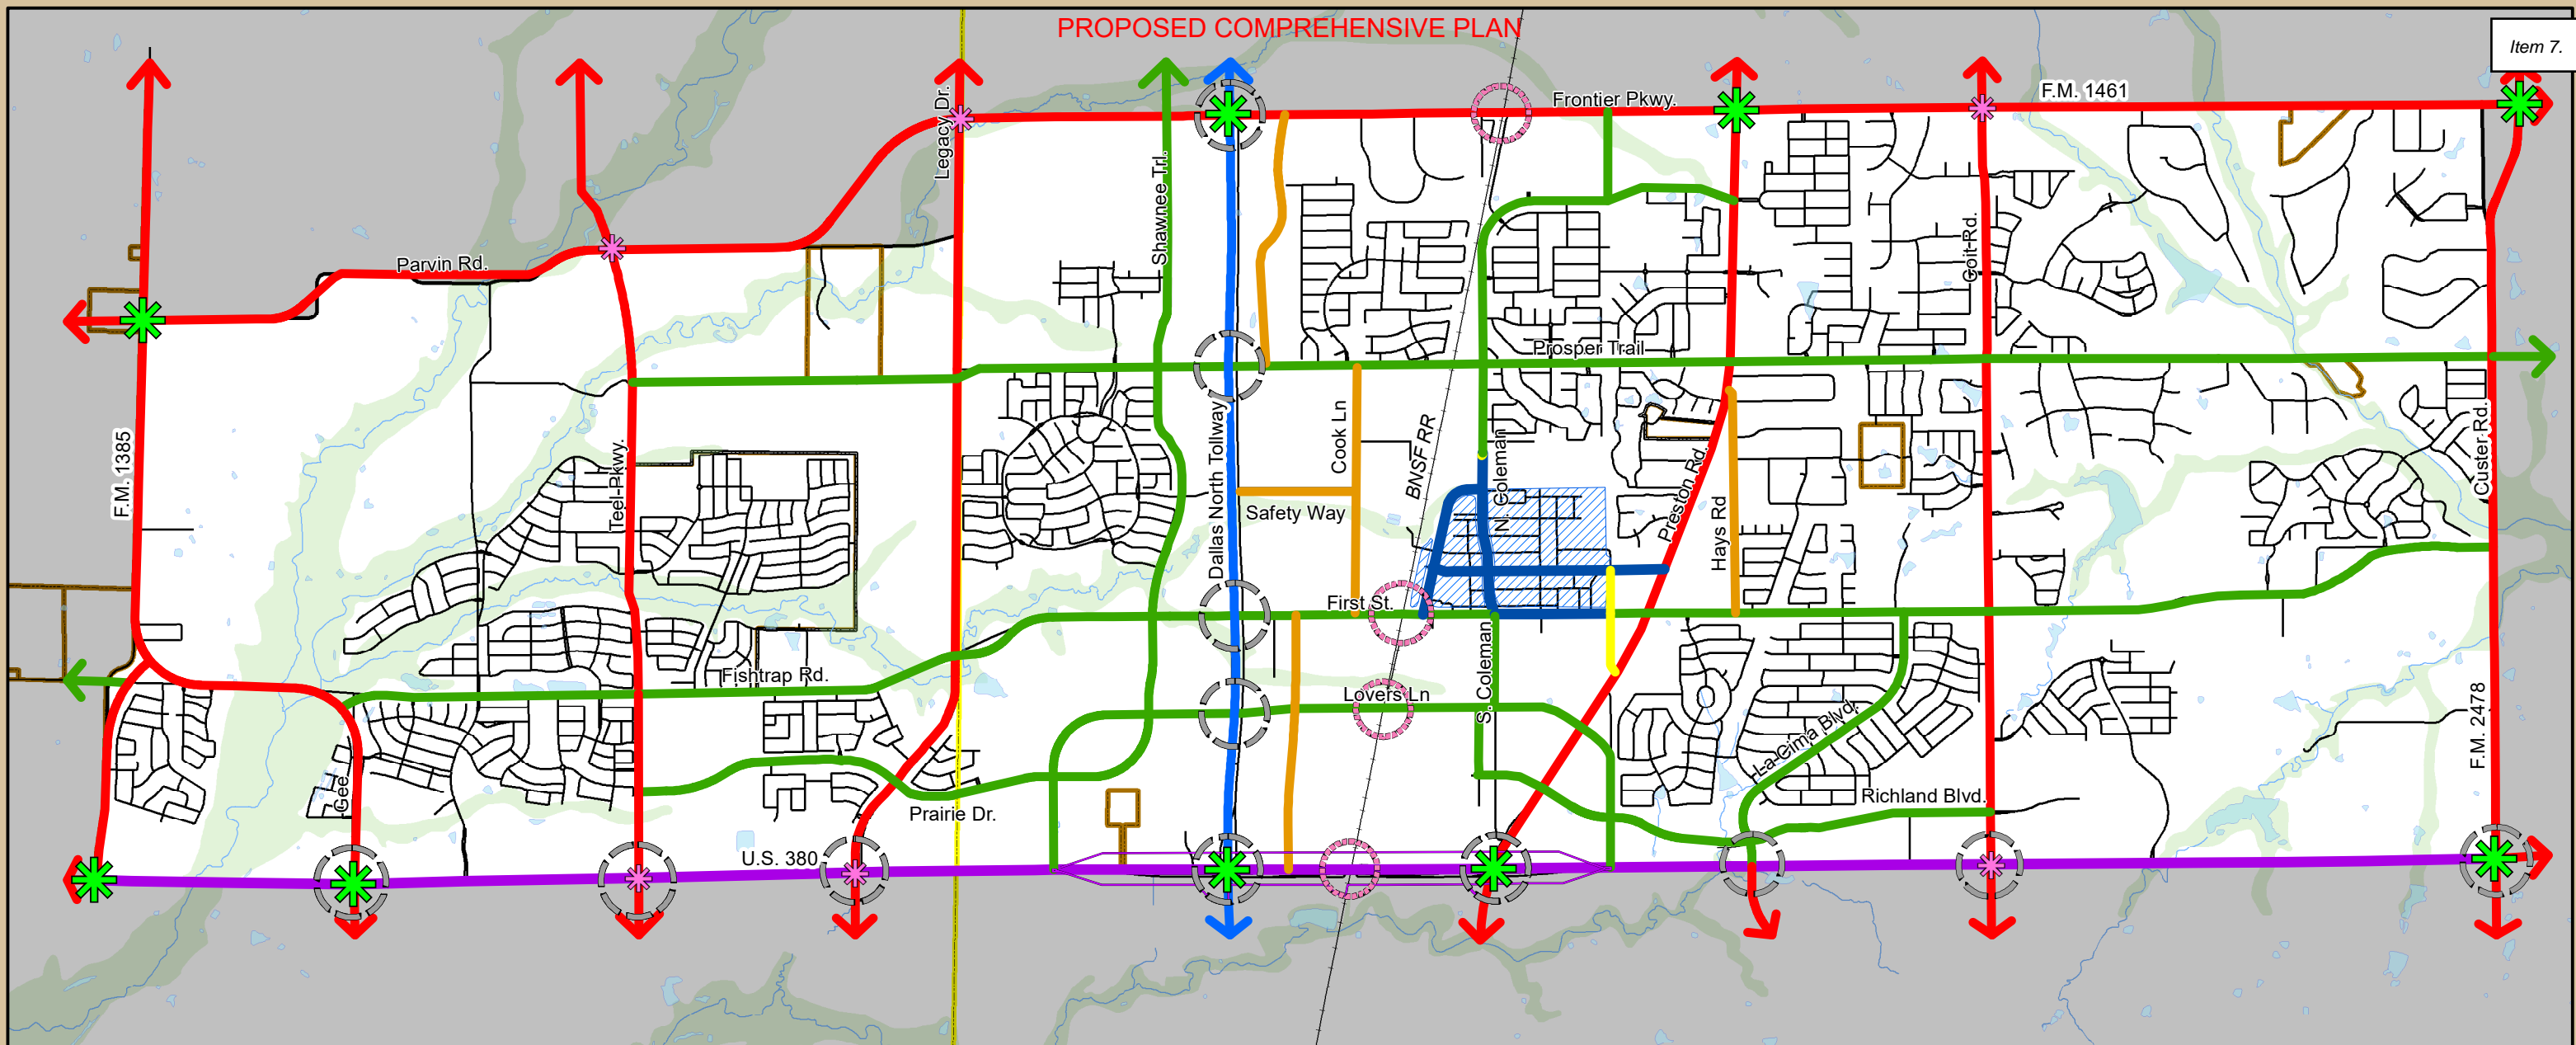 PROPOSED COMPREHENSIVE PLAN
Item 7.
F.M. 1461
Frontier Pkwy.
Legacy Dr.
Shawnee Trl.
Parvin Rd.
Coit Rd.
Prosper Trail
F.M. 1385
Teel Pkwy.
Dallas North Tollway
Cook Ln
BNSF RR
N. Coleman
Preston Rd.
Hays Rd
Custer Rd.
Safety Way
First St.
Fishtrap Rd.
Lovers Ln
S. Coleman
La Cima Blvd.
F.M. 2478
Gee
Prairie Dr.
Richland Blvd.
U.S. 380